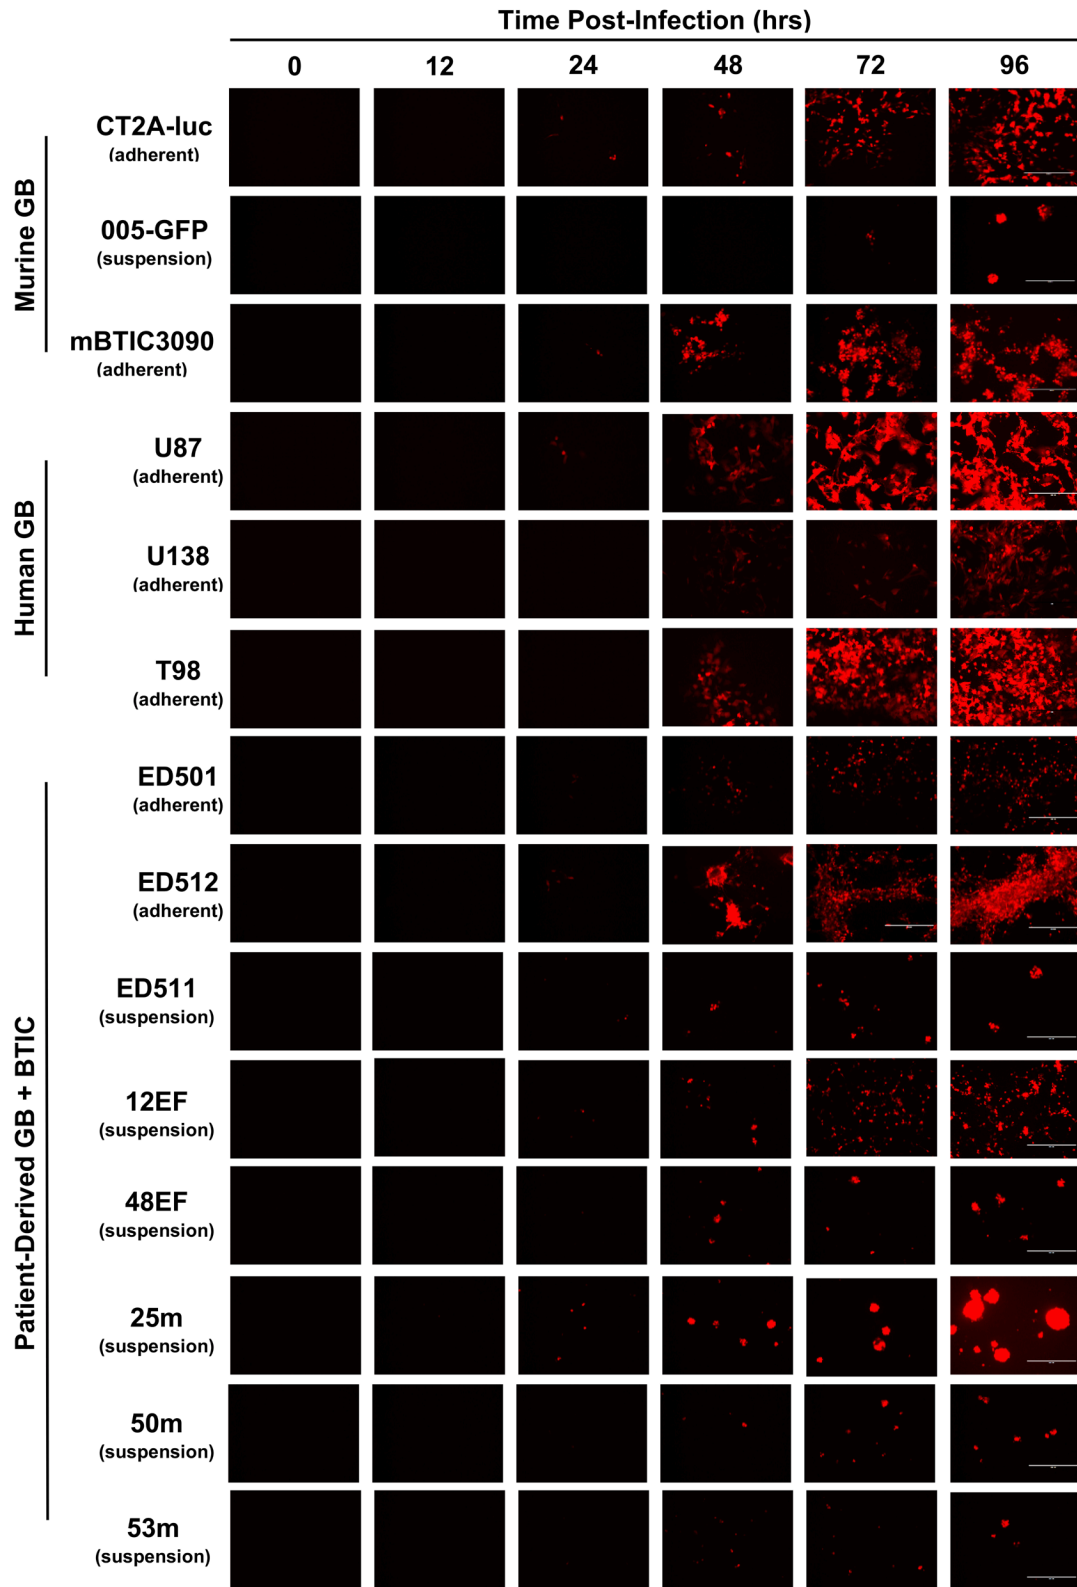 Time Post-Infection (hrs)
0 12 24 48 72 96
Murine GB
CT2A-luc
(adherent)
005-GFP
(suspension)
mBTIC3090
(adherent)
Human GB
U87
(adherent)
U138
(adherent)
T98
(adherent)
Patient-Derived GB + BTIC
ED501
(adherent)
ED512
(adherent)
ED511
(suspension)
12EF
(suspension)
48EF
(suspension)
25m
(suspension)
50m
(suspension)
53m
(suspension)